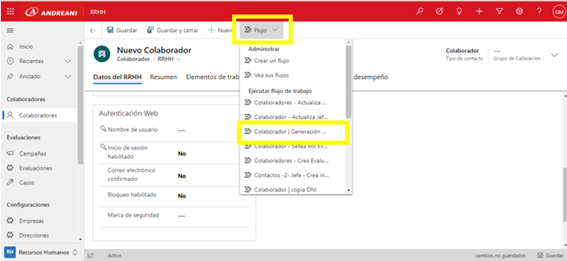 ANDREANI
RRHH
GM
Guardar
Guardar y cerrar
Nuevo
Flujo
Inicio
Recientes
Anclado
Colaboradores
Colaboradores
Evaluaciones
Campañas
Evaluaciones
Casos
Configuraciones
Empresas
Direcciones
RH Recursos Humanos
Nuevo Colaborador
Colaborador · RRHH
Colaborador
Tipo de contacto
---
Grupo de Calibración
Datos del RRHH Resumen Elementos de trabajo desempeño
Autenticación Web
Nombre de usuario ---
Inicio de sesión habilitado No
Correo electrónico confirmado No
Bloqueo habilitado No
Marca de seguridad ---
Administrar
Crear un flujo
Vea sus flujos
Ejecutar flujo de trabajo
Colaboradores - Actualiza ...
Colaborador - Actualiza Jef...
Colaborador | Generación ...
Colaborador - Setea Rol Ev...
Colaboradores - Crea Evalu...
Contactos -2- Jefe - Crea in...
Colaborador | copia DNI
Activo
cambios no guardados
Guardar